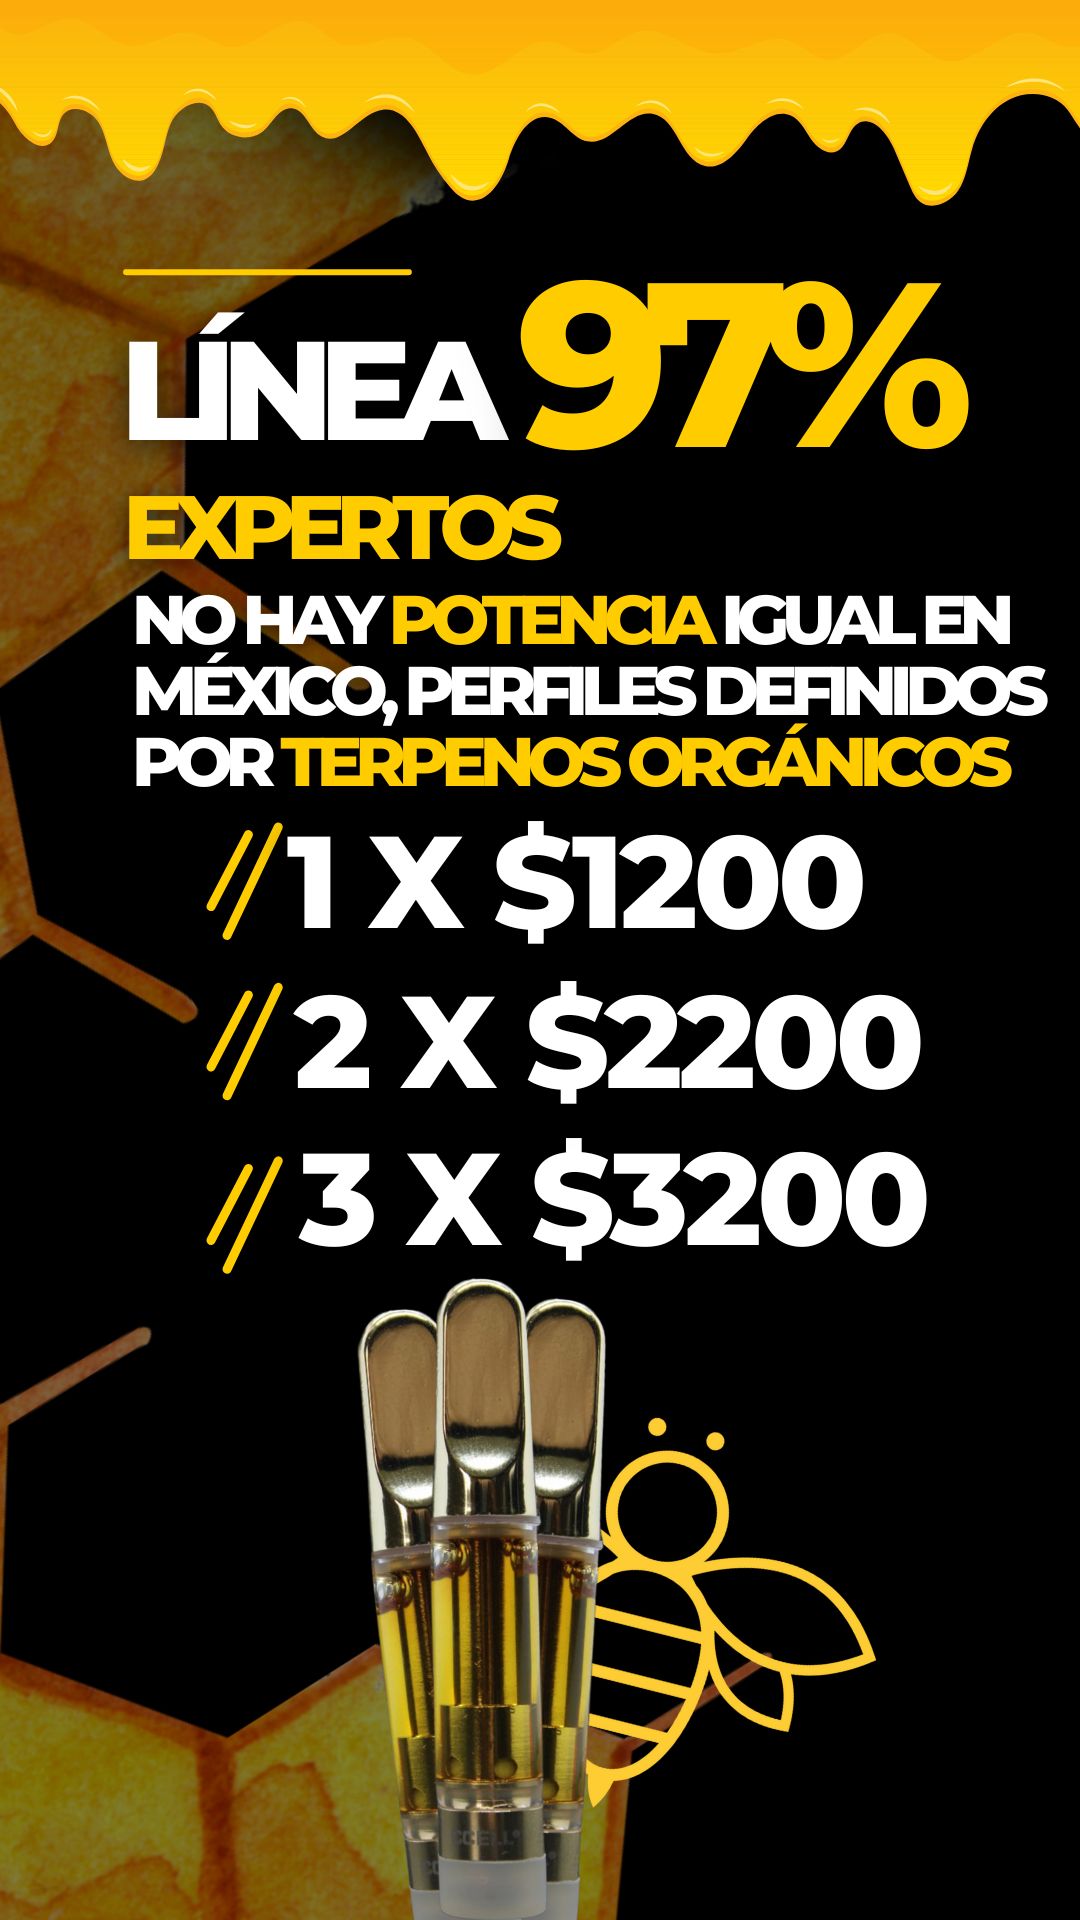 LÍNEA 97%
EXPERTOS
NO HAY POTENCIA IGUAL EN
MÉXICO, PERFILES DEFINIDOS
POR TERPENOS ORGÁNICOS
1 X $1200
2 X $2200
3 X $3200
CCELL®